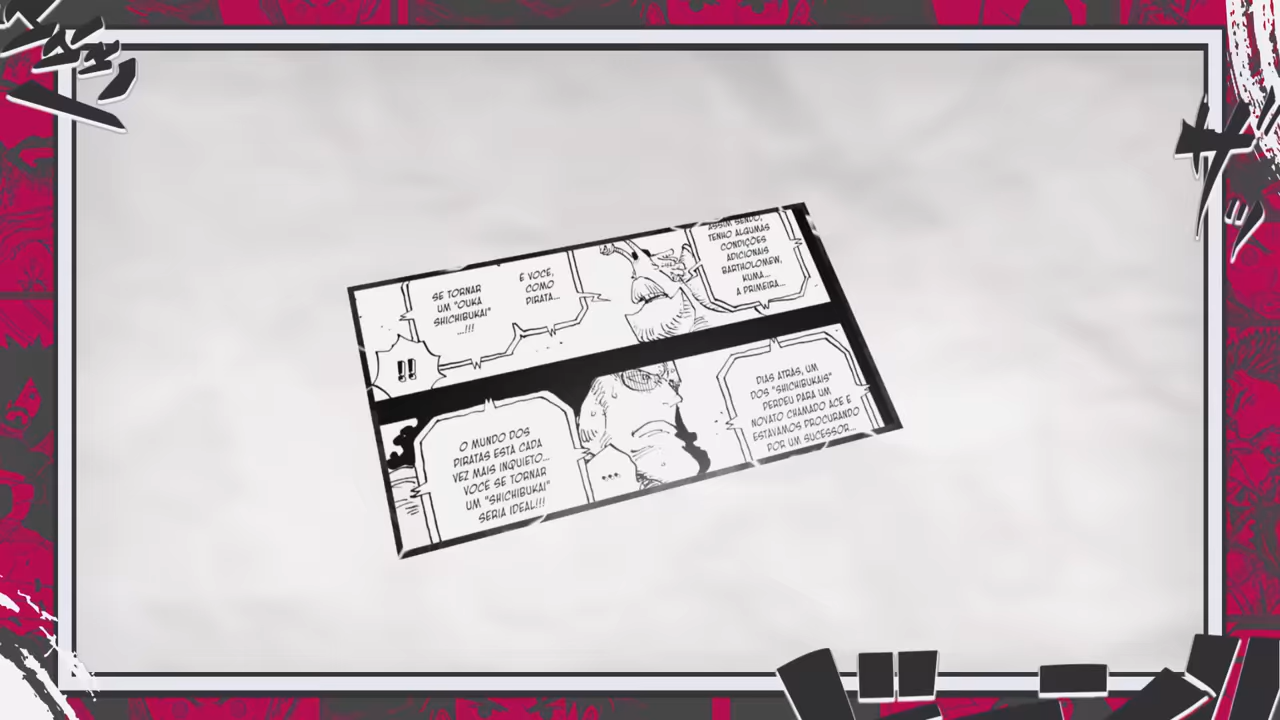 ASSIM SENDO,
TENHO ALGUMAS
CONDIÇÕES
ADICIONAIS
BARTHOLOMEW,
KUMA...
A PRIMEIRA...
E VOCE,
COMO
PIRATA...
SE TORNAR
UM "OUKA
SHICHIBUKAI"
...!!!
!!
DIAS ATRÁS, UM
DOS "SHICHIBUKAIS"
PERDEU PARA UM
NOVATO CHAMADO ACE E
ESTÁVAMOS PROCURANDO
POR UM SUCESSOR...
...
O MUNDO DOS
PIRATAS ESTÁ CADA
VEZ MAIS INQUIETO...
VOCE SE TORNAR
UM "SHICHIBUKAI"
SERIA IDEAL!!!